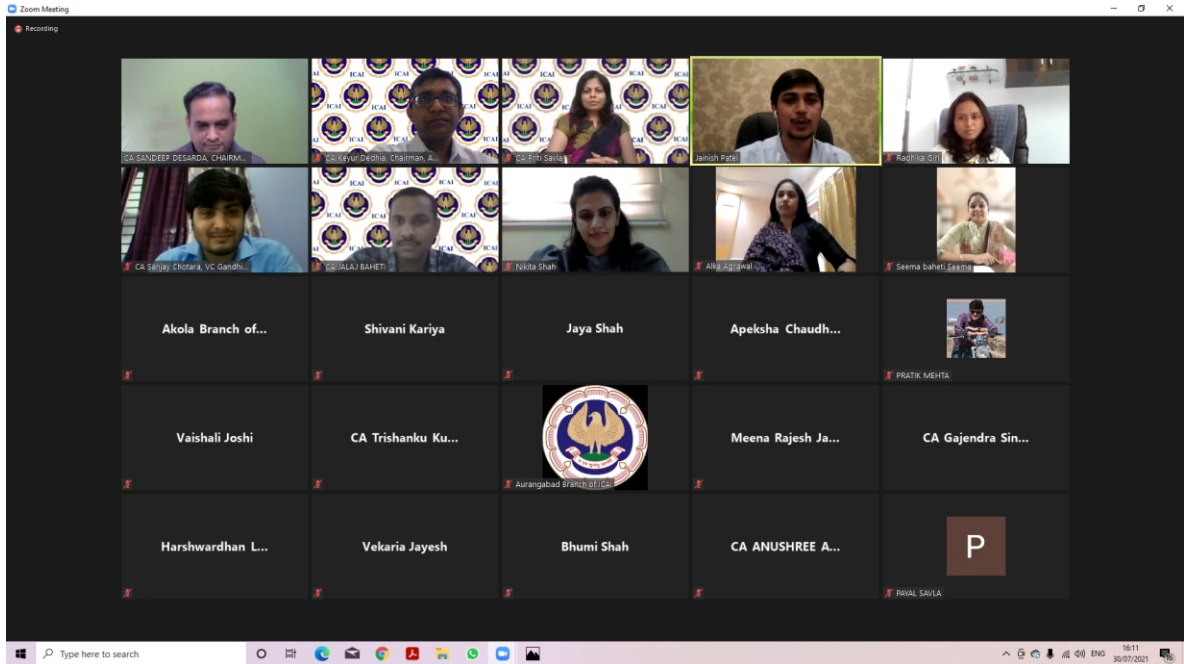 Zoom Meeting
Recording
CA SANDEEP DESARDA, CHAIRM...
CA Keyur Dedhia, Chairman, A...
CA Priti Savla
Jainish Patel
Radhika Giri
CA Sanjay Chotara, VC Gandhi...
CA JALAJ BAHETI
Nikita Shah
Alka Agrawal
Seema baheti Seema
Akola Branch of...
Shivani Kariya
Jaya Shah
Apeksha Chaudh...
PRATIK MEHTA
Vaishali Joshi
CA Trishanku Ku...
Aurangabad Branch of ICA
Meena Rajesh Ja...
CA Gajendra Sin...
Harshwardhan L...
Vekaria Jayesh
Bhumi Shah
CA ANUSHREE A...
P
PAYAL SAVLA
Type here to search
ENG
16:11
30/07/2021